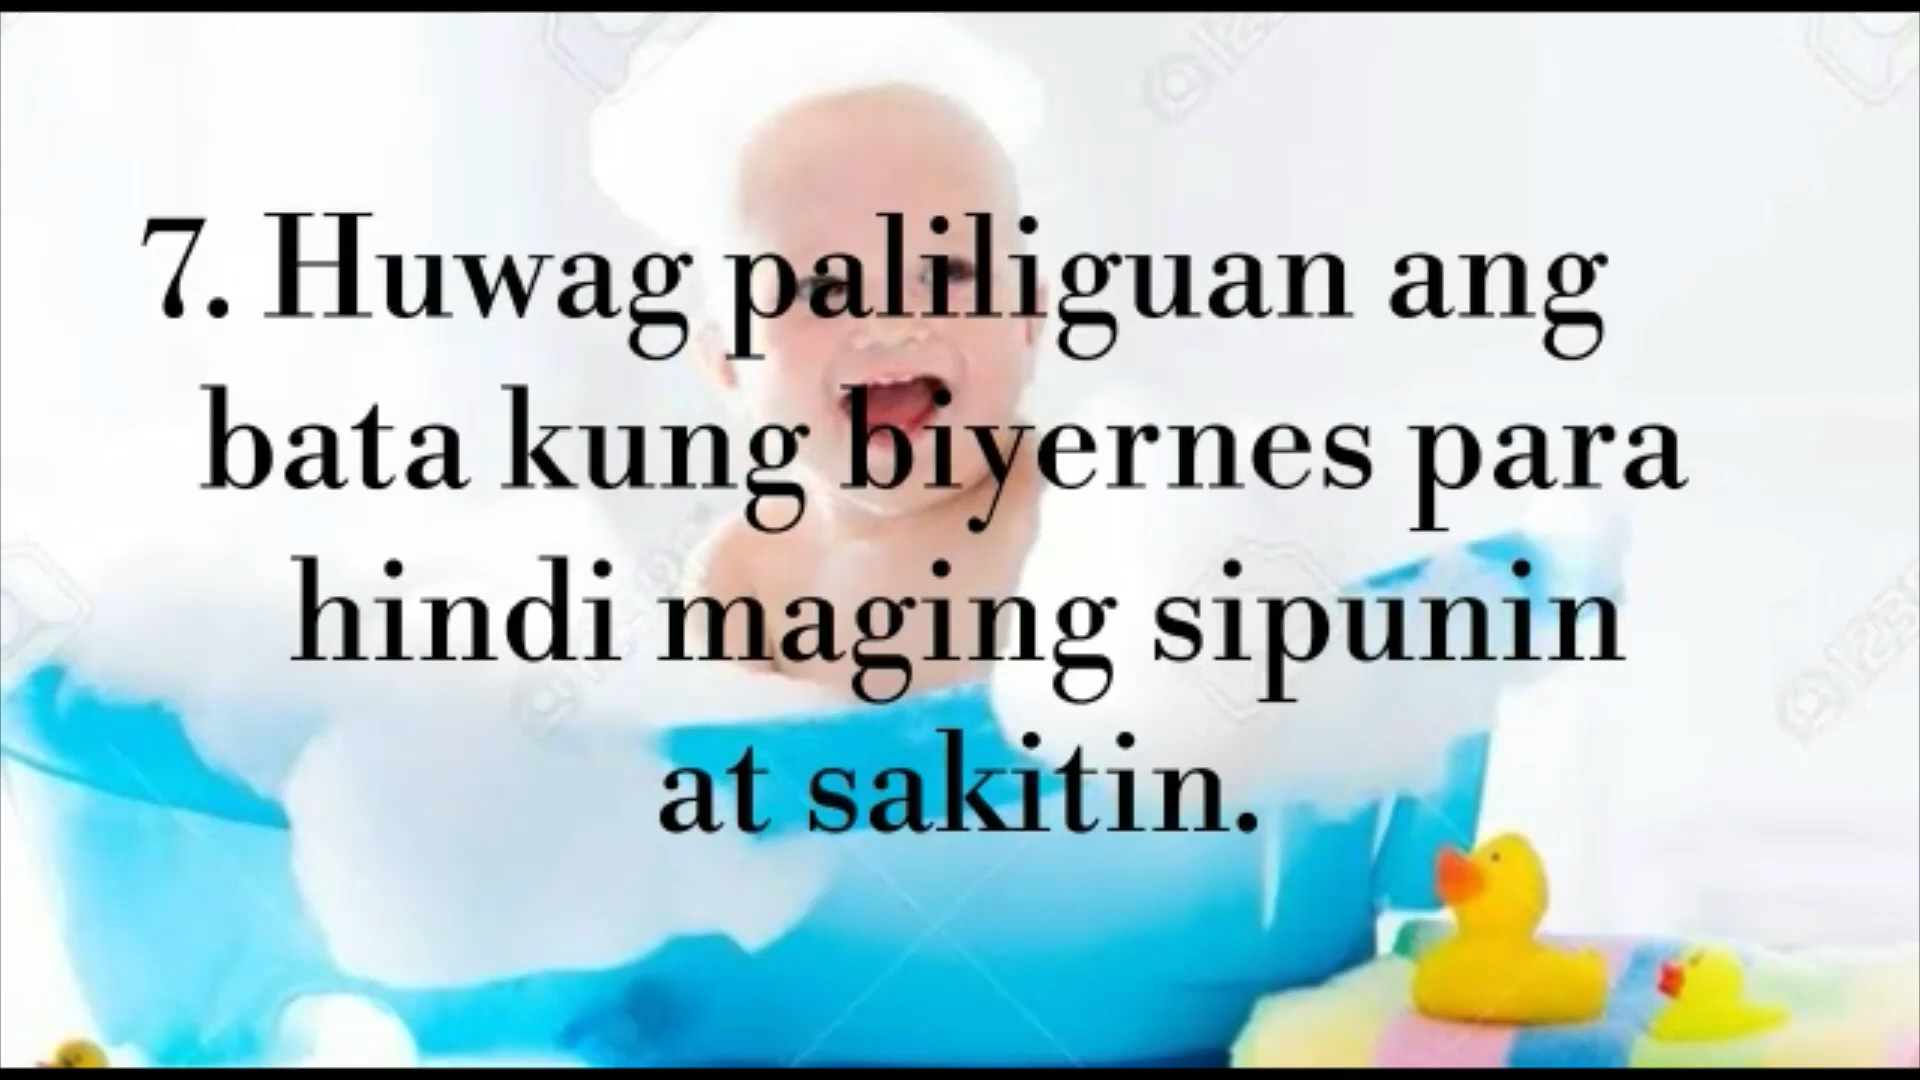 7. Huwag paliliguan ang
bata kung biyernes para
hindi maging sipunin
at sakitin.